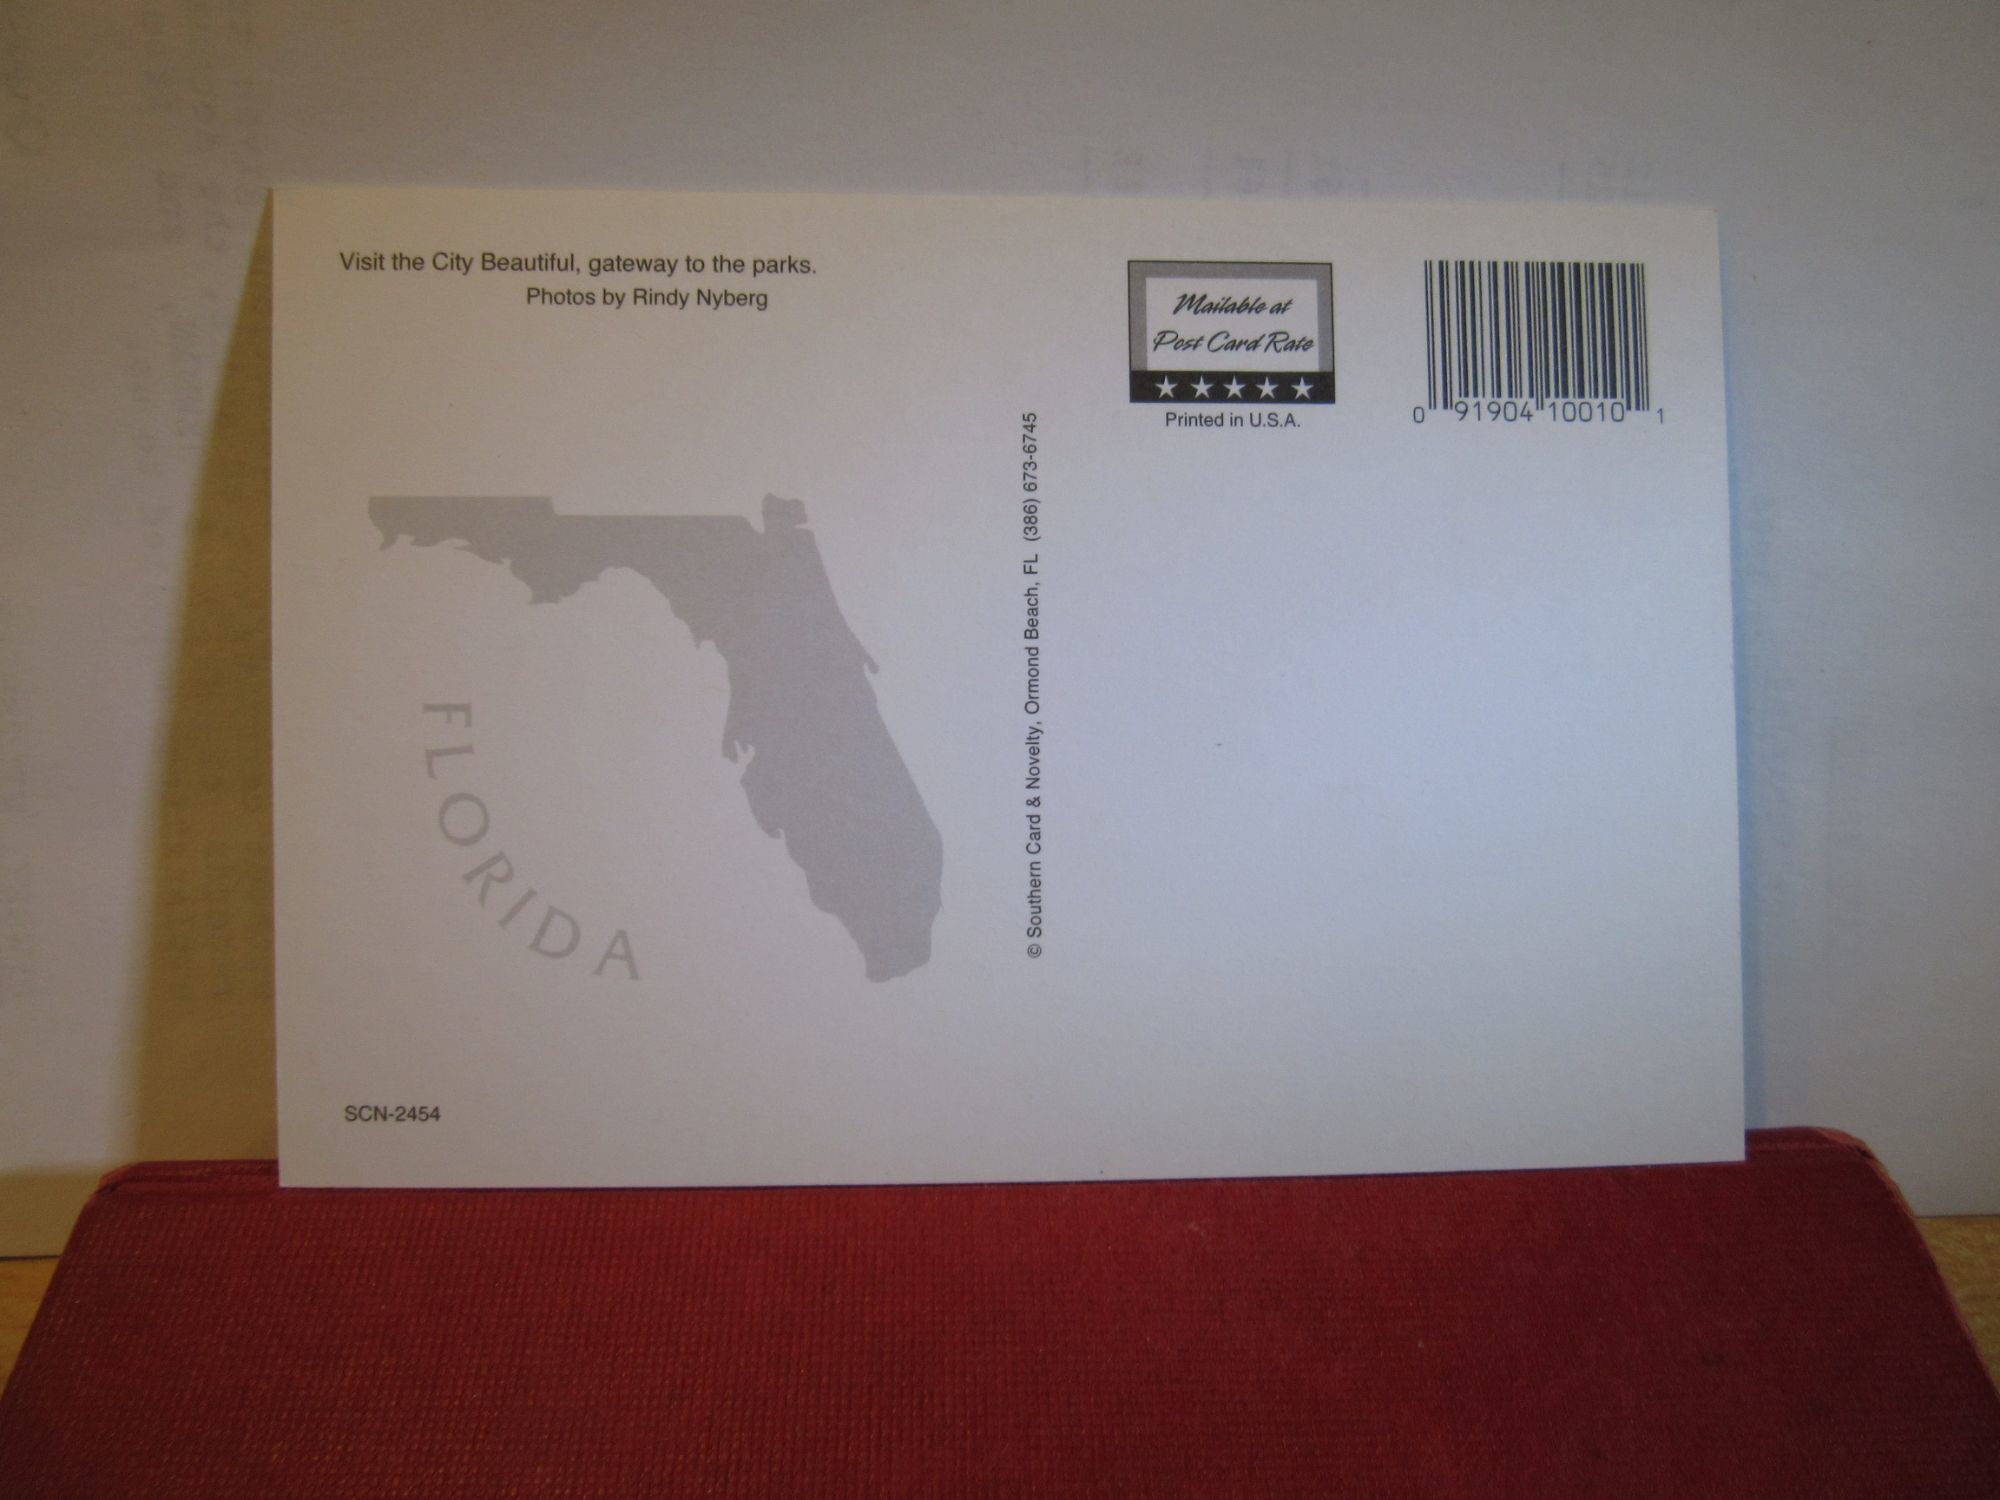 Visit the City Beautiful, gateway to the parks.
Photos by Rindy Nyberg
Mailable at
Post Card Rate
Printed in U.S.A.
0 91904 10010 1
© Southern Card & Novelty, Ormond Beach, FL (386) 673-6745
FLORIDA
SCN-2454